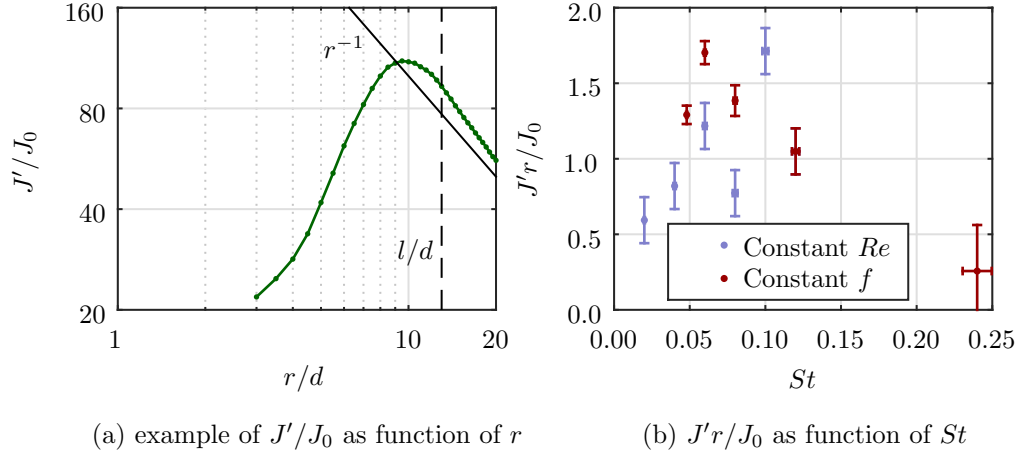 160
80
40
20
J′/J₀
r⁻¹
l/d
1
10
20
r/d
(a) example of J′/J₀ as function of r
2.0
1.5
1.0
0.5
0.0
J′r/J₀
Constant Re
Constant f
0.00
0.05
0.10
0.15
0.20
0.25
St
(b) J′r/J₀ as function of St